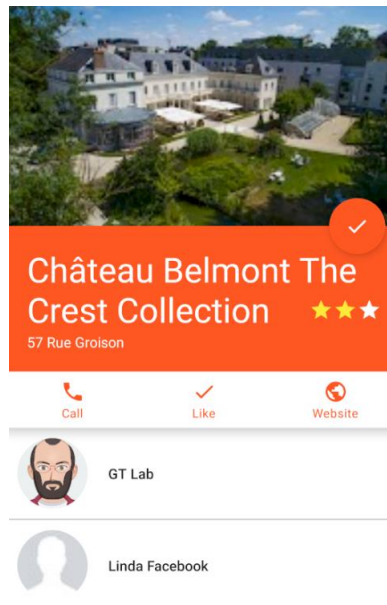 Château Belmont The
Crest Collection
57 Rue Groison
Call
Like
Website
GT Lab
Linda Facebook